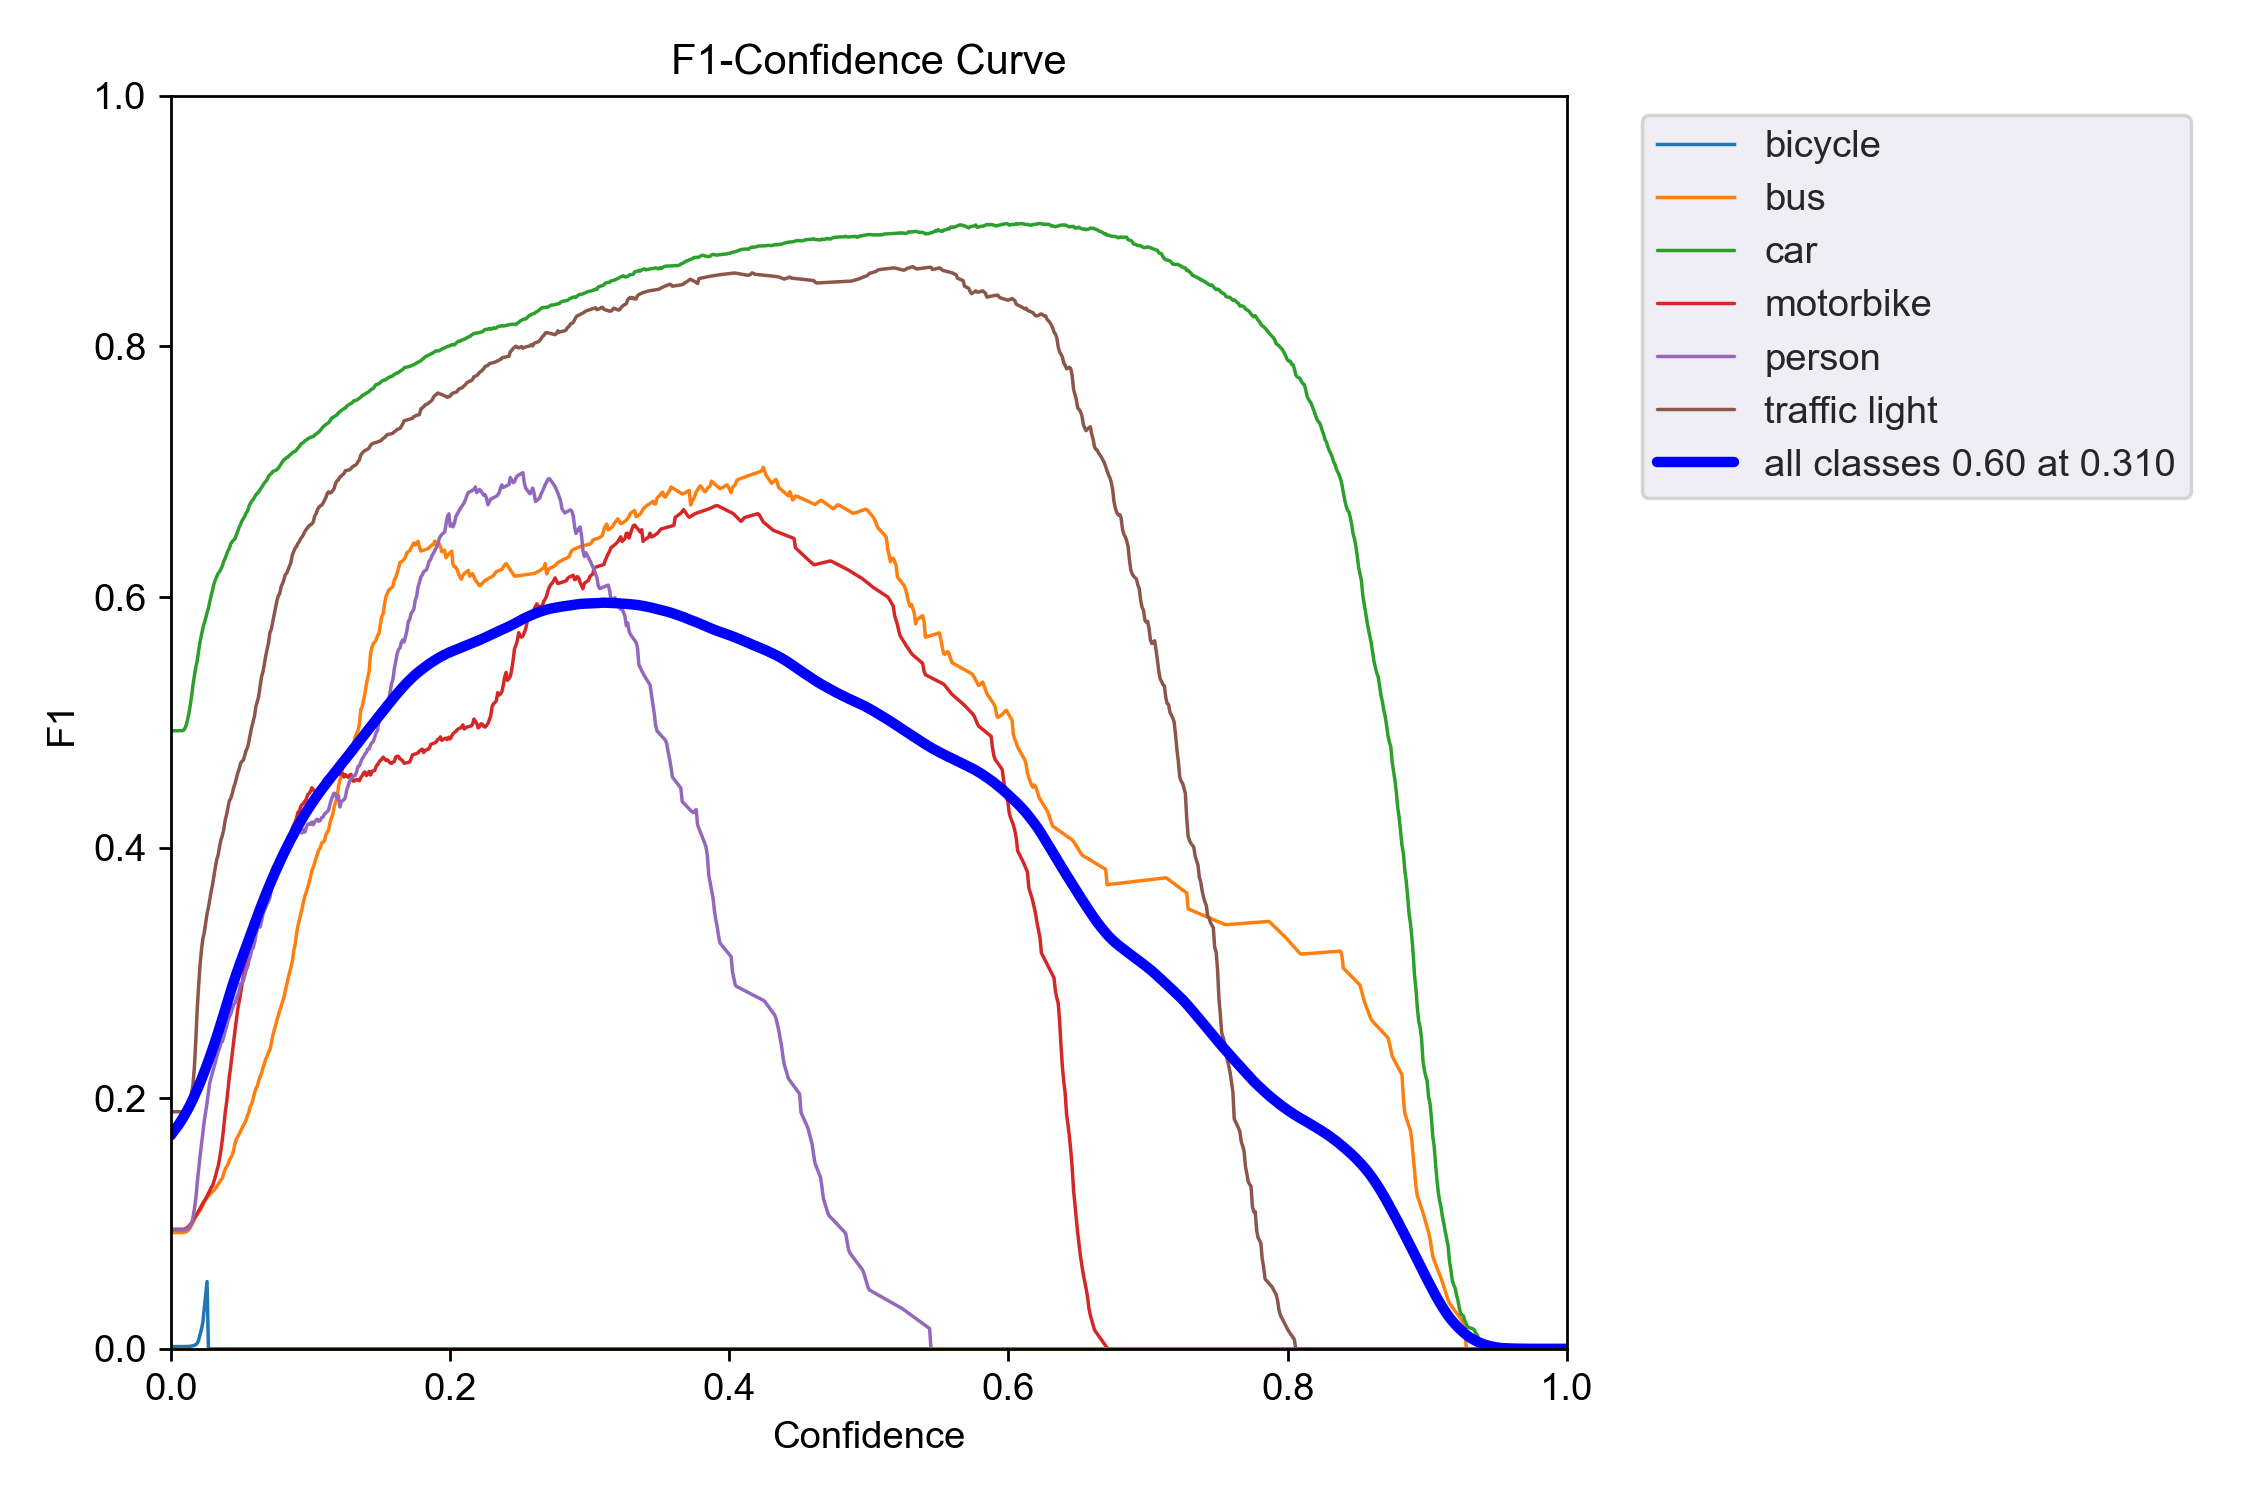 F1-Confidence Curve
1.0
0.8
0.6
0.4
0.2
0.0
F1
0.0 0.2 0.4 0.6 0.8 1.0
Confidence
bicycle
bus
car
motorbike
person
traffic light
all classes 0.60 at 0.310